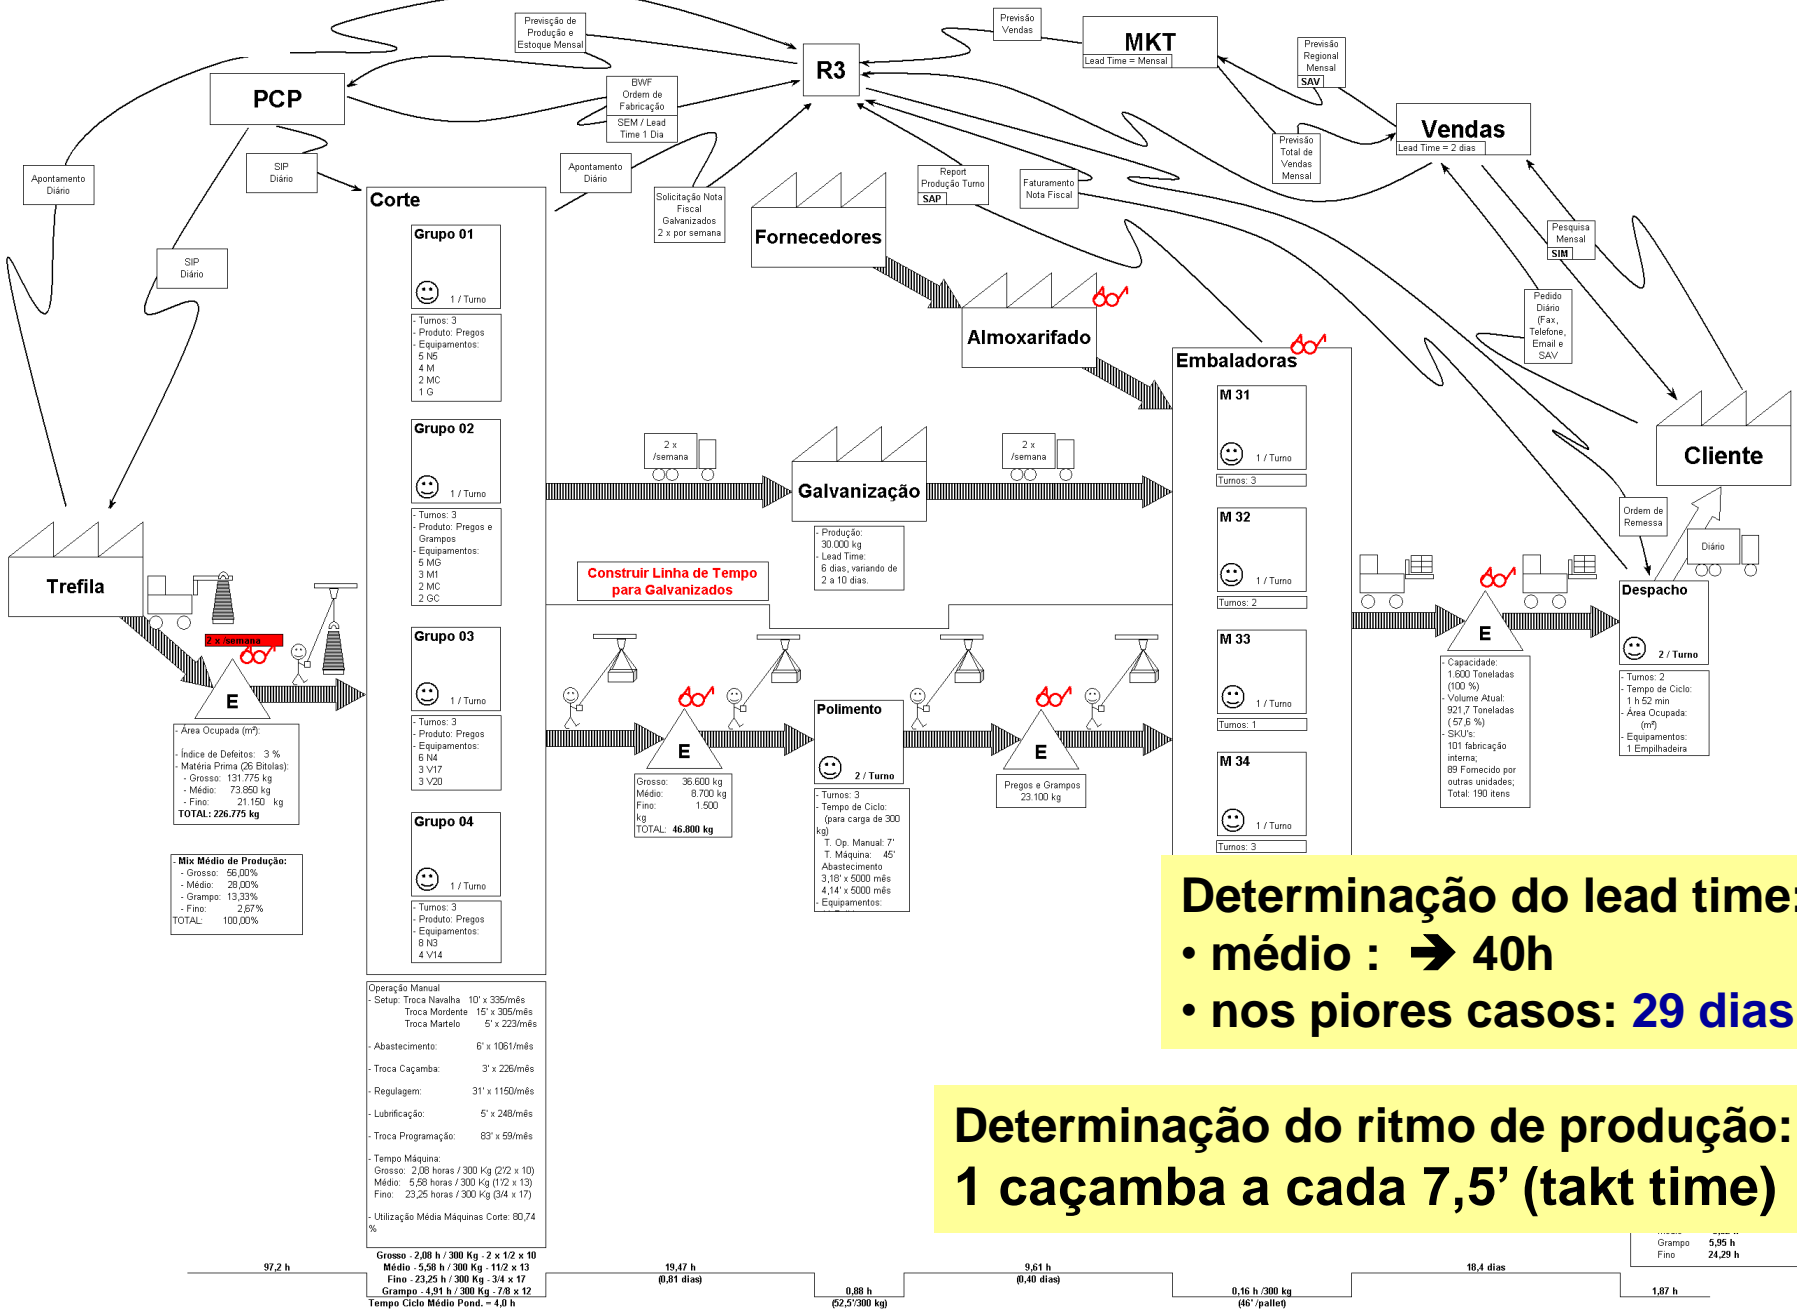 Previsção de
Produção e
Estoque Mensal
R3
Previsão
Vendas
MKT
Lead Time = Mensal
Previsão
Regional
Mensal
SAV
PCP
BWF
Ordem de
Fabricação
SEM / Lead
Time 1 Dia
Vendas
Lead Time = 2 dias
Previsão
Total de
Vendas
Mensal
Apontamento
Diário
SIP
Diário
Apontamento
Diário
Solicitação Nota
Fiscal
Galvanizados
2 x por semana
Report
Produção Turno
SAP
Faturamento
Nota Fiscal
Pesquisa
Mensal
SIM
SIP
Diário
Pedido
Diário
(Fax,
Telefone,
Email e
SAV
Fornecedores
Almoxarifado
Corte
Grupo 01
1 / Turno
- Turnos: 3
- Produto: Pregos
- Equipamentos:
5 N5
4 M
2 MC
1 G
Grupo 02
1 / Turno
- Turnos: 3
- Produto: Pregos e
Grampos
- Equipamentos:
5 MG
3 M1
2 MC
2 GC
Grupo 03
1 / Turno
- Turnos: 3
- Produto: Pregos
- Equipamentos:
6 N4
3 V17
3 V20
Grupo 04
1 / Turno
- Turnos: 3
- Produto: Pregos
- Equipamentos:
8 N3
4 V14
Operação Manual
- Setup: Troca Navalha 10' x 335/mês
Troca Mordente 15' x 305/mês
Troca Martelo 5' x 223/mês
- Abastecimento: 6' x 1061/mês
- Troca Caçamba: 3' x 226/mês
- Regulagem: 31' x 1150/mês
- Lubrificação: 5' x 248/mês
- Troca Programação: 83' x 59/mês
- Tempo Máquina:
Grosso: 2,08 horas / 300 Kg (21/2 x 10)
Médio: 5,58 horas / 300 Kg (11/2 x 13)
Fino: 23,25 horas / 300 Kg (3/4 x 17)
- Utilização Média Máquinas Corte: 80,74
%
Trefila
2 x /semana
E
- Área Ocupada (m²):
- Índice de Defeitos: 3 %
- Matéria Prima (26 Bitolas):
- Grosso: 131.775 kg
- Médio: 73.850 kg
- Fino: 21.150 kg
TOTAL: 226.775 kg
- Mix Médio de Produção:
- Grosso: 56,00%
- Médio: 28,00%
- Grampo: 13,33%
- Fino: 2,67%
TOTAL: 100,00%
2 x
/semana
Galvanização
- Produção:
30.000 kg
- Lead Time:
6 dias, variando de
2 a 10 dias.
2 x
/semana
Construir Linha de Tempo
para Galvanizados
E
Grosso: 36.600 kg
Médio: 8.700 kg
Fino: 1.500
kg
TOTAL: 46.800 kg
Polimento
2 / Turno
- Turnos: 3
- Tempo de Ciclo:
(para carga de 300
kg)
T. Op. Manual: 7'
T. Máquina: 45'
Abastecimento
3,18' x 5000 mês
4,14' x 5000 mês
- Equipamentos:
E
Pregos e Grampos
23.100 kg
Embaladoras
M 31
1 / Turno
Turnos: 3
M 32
1 / Turno
Turnos: 2
M 33
1 / Turno
Turnos: 1
M 34
1 / Turno
Turnos: 3
E
- Capacidade:
1.600 Toneladas
(100 %)
- Volume Atual:
921,7 Toneladas
( 57,6 %)
- SKU's:
101 fabricação
interna;
89 Fornecido por
outras unidades;
Total: 190 itens
Cliente
Ordem de
Remessa
Diário
Despacho
2 / Turno
- Turnos: 2
- Tempo de Ciclo:
1 h 52 min
- Área Ocupada:
(m²)
- Equipamentos:
1 Empilhadeira
Determinação do lead time:
• médio : ➔ 40h
• nos piores casos: 29 dias
Determinação do ritmo de produção:
1 caçamba a cada 7,5’ (takt time)
Grampo 5,95 h
Fino 24,29 h
97,2 h
Grosso - 2,08 h / 300 Kg - 2 x 1/2 x 10
Médio - 5,58 h / 300 Kg - 11/2 x 13
Fino - 23,25 h / 300 Kg - 3/4 x 17
Grampo - 4,91 h / 300 Kg - 7/8 x 12
Tempo Ciclo Médio Pond. = 4,0 h
19,47 h
(0,81 dias)
0,88 h
(52,5'/300 kg)
9,61 h
(0,40 dias)
0,16 h /300 kg
(46' /pallet)
18,4 dias
1,87 h